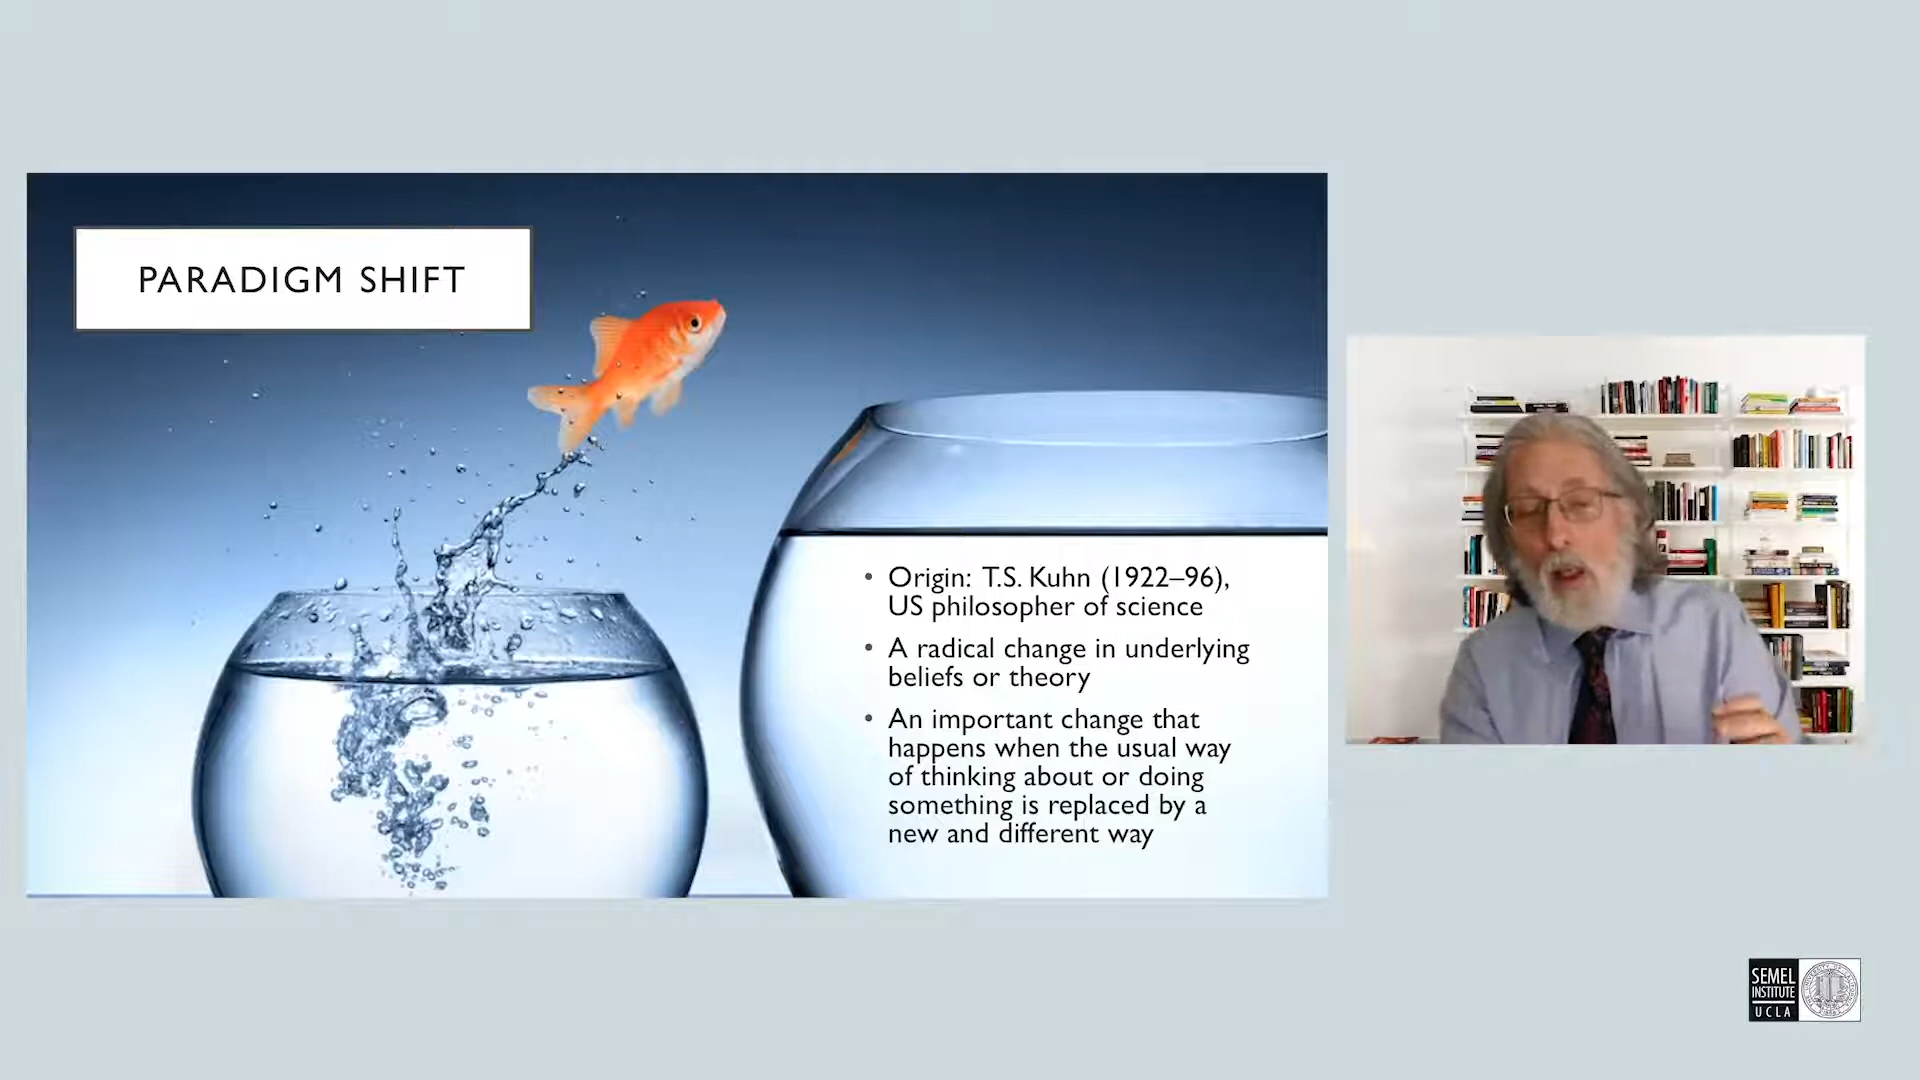 PARADIGM SHIFT
• Origin: T.S. Kuhn (1922–96),
US philosopher of science
• A radical change in underlying
beliefs or theory
• An important change that
happens when the usual way
of thinking about or doing
something is replaced by a
new and different way
SEMEL
INSTITUTE
UCLA